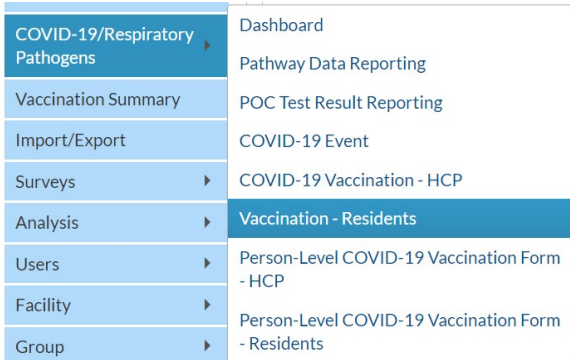 COVID-19/Respiratory
Pathogens
Vaccination Summary
Import/Export
Surveys
Analysis
Users
Facility
Group
Dashboard
Pathway Data Reporting
POC Test Result Reporting
COVID-19 Event
COVID-19 Vaccination - HCP
Vaccination - Residents
Person-Level COVID-19 Vaccination Form
- HCP
Person-Level COVID-19 Vaccination Form
- Residents